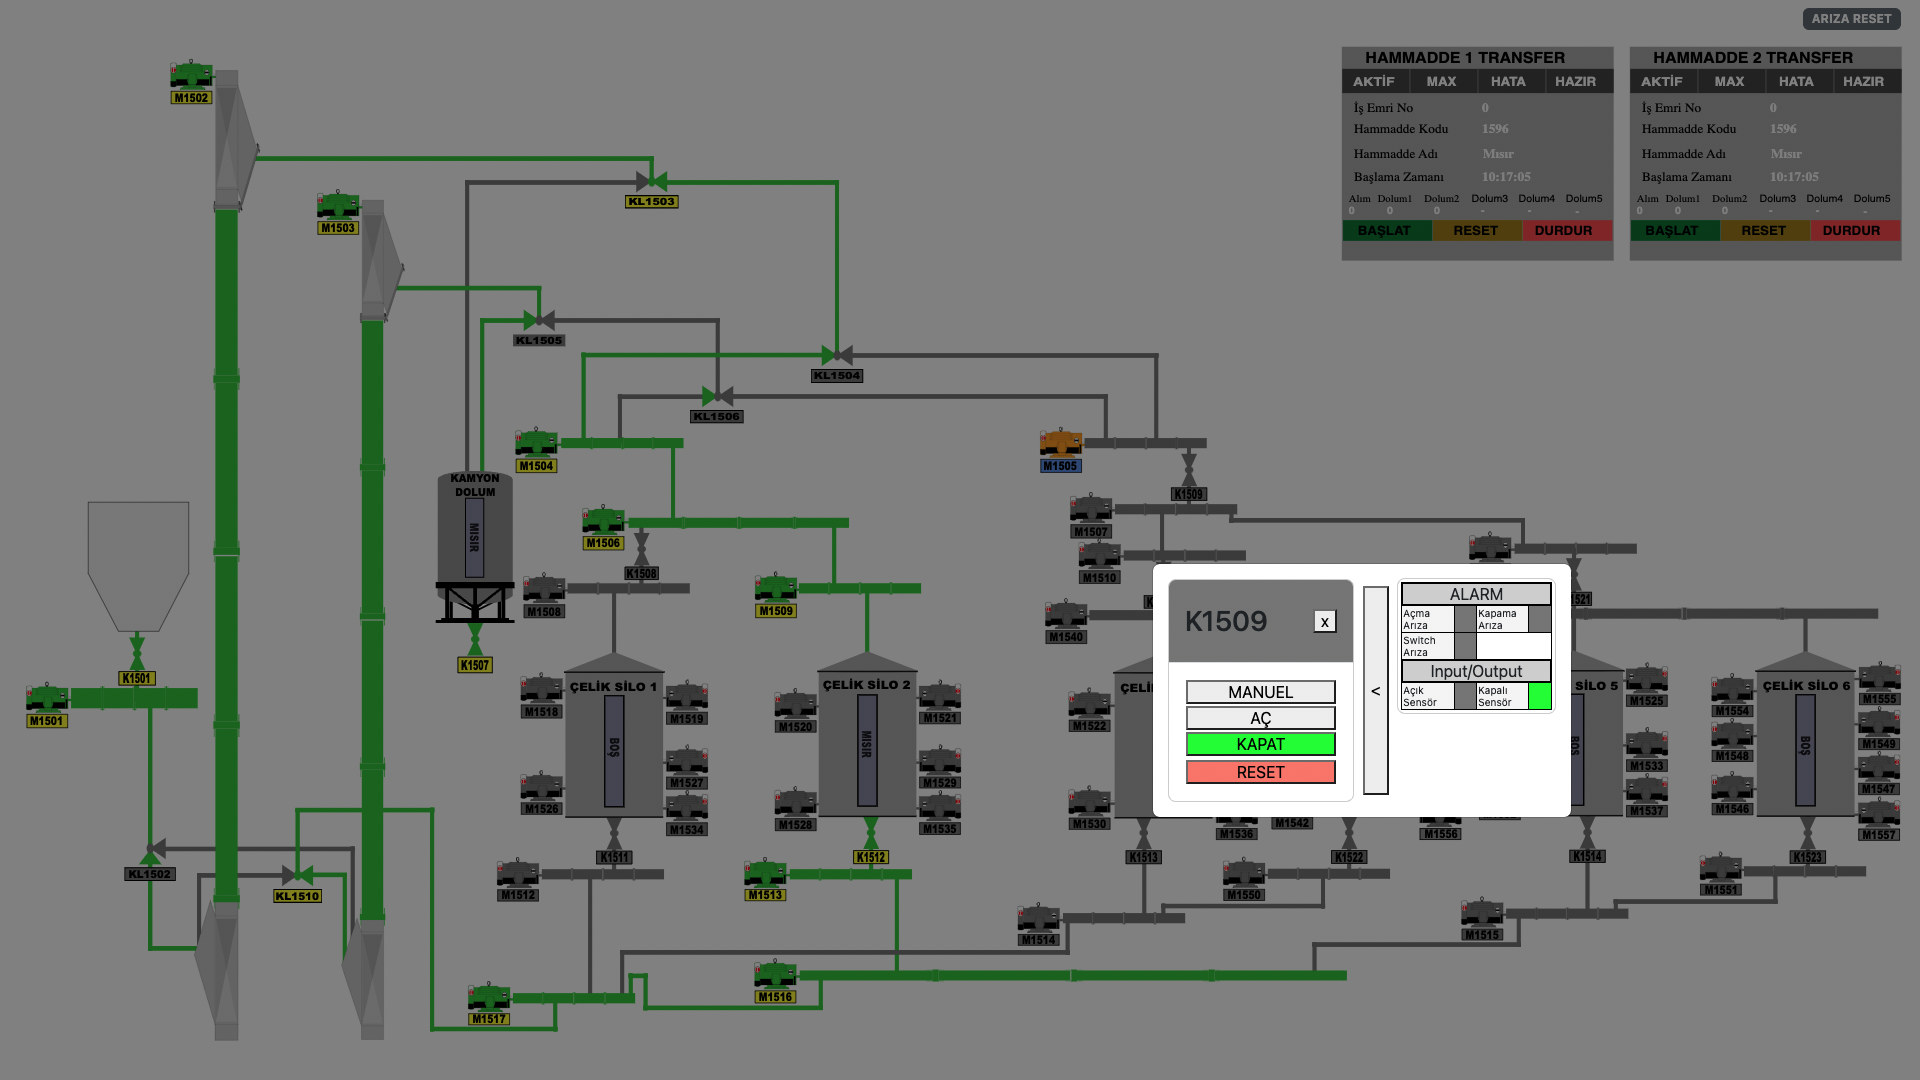 ARIZA RESET
HAMMADDE 1 TRANSFER
AKTİF MAX HATA HAZIR
İş Emri No 0
Hammadde Kodu 1596
Hammadde Adı Mısır
Başlama Zamanı 10:17:05
Alım Dolum1 Dolum2 Dolum3 Dolum4 Dolum5
0 0 0 - - -
BAŞLAT RESET DURDUR
HAMMADDE 2 TRANSFER
AKTİF MAX HATA HAZIR
İş Emri No 0
Hammadde Kodu 1596
Hammadde Adı Mısır
Başlama Zamanı 10:17:05
Alım Dolum1 Dolum2 Dolum3 Dolum4 Dolum5
0 0 0 - - -
BAŞLAT RESET DURDUR
M1502
M1503
KL1503
KL1505
KL1504
KL1506
M1504
M1505
KAMYON
DOLUM
MISIR
K1507
K1509
M1507
M1510
M1506
K1508
M1508
M1509
M1540
K1501
M1501
ÇELİK SİLO 1
BOŞ
M1518
M1519
M1527
M1526
M1534
K1511
ÇELİK SİLO 2
MISIR
M1520
M1521
M1529
M1528
M1535
K1512
M1522
M1530
K1513
M1536
M1542
K1522
M1556
SİLO 5
M1525
M1533
M1537
K1514
ÇELİK SİLO 6
BOŞ
M1554
M1555
M1548
M1549
M1546
M1547
M1557
K1523
KL1502
KL1510
M1512
M1513
M1550
M1551
M1514
M1515
M1516
M1517
K1509
x
MANUEL
AÇ
KAPAT
RESET
<
ALARM
Açma
Arıza
Kapama
Arıza
Switch
Arıza
Input/Output
Açık
Sensör
Kapalı
Sensör